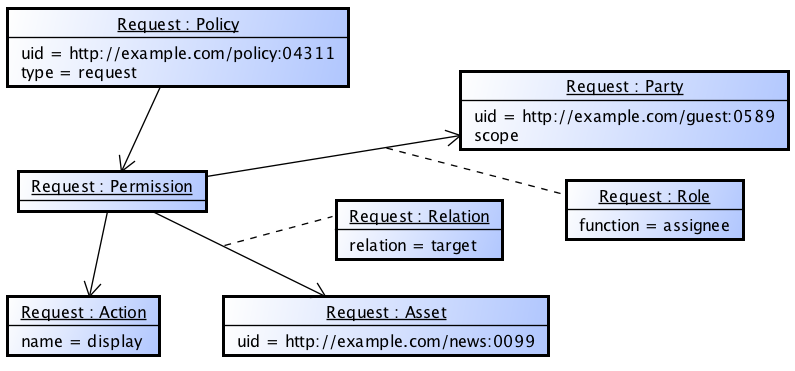 Request : Policy
uid = http://example.com/policy:04311
type = request
Request : Party
uid = http://example.com/guest:0589
scope
Request : Permission
Request : Role
function = assignee
Request : Relation
relation = target
Request : Action
name = display
Request : Asset
uid = http://example.com/news:0099